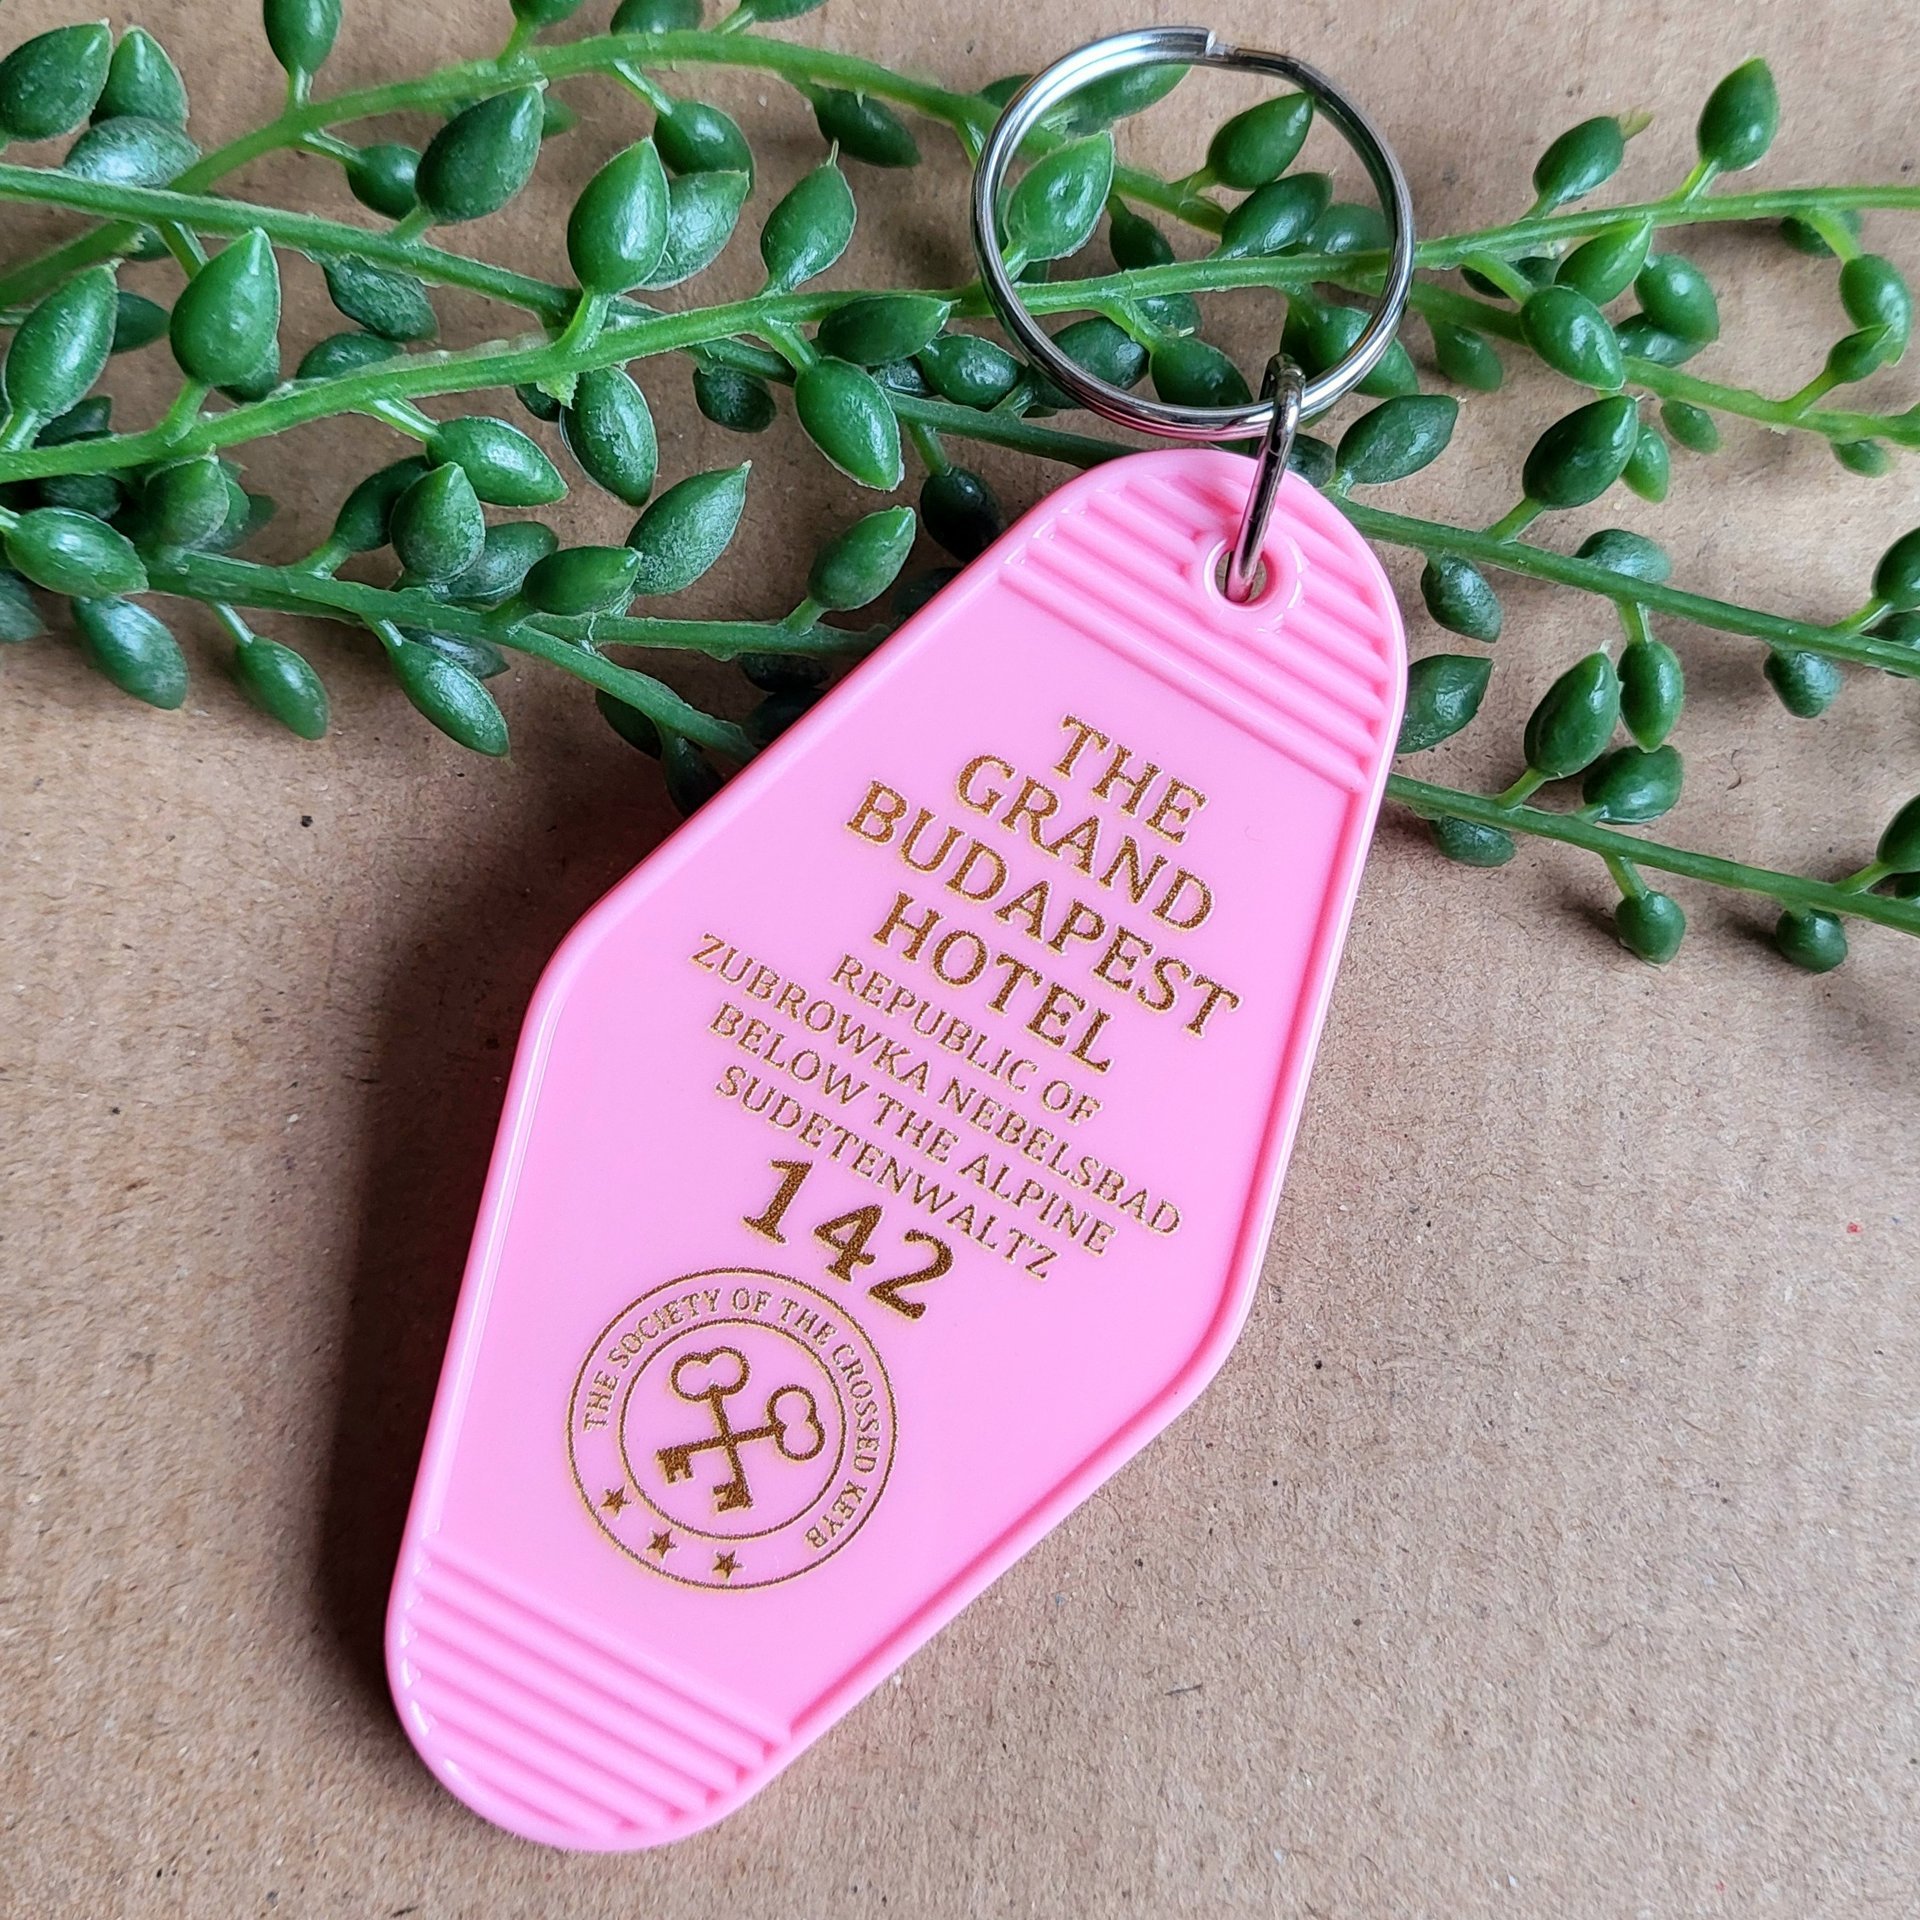 THE
GRAND
BUDAPEST
HOTEL
REPUBLIC OF
ZUBROWKA NEBELSBAD
BELOW THE ALPINE
SUDETENWALTZ
142
THE SOCIETY OF THE CROSSED KEYS